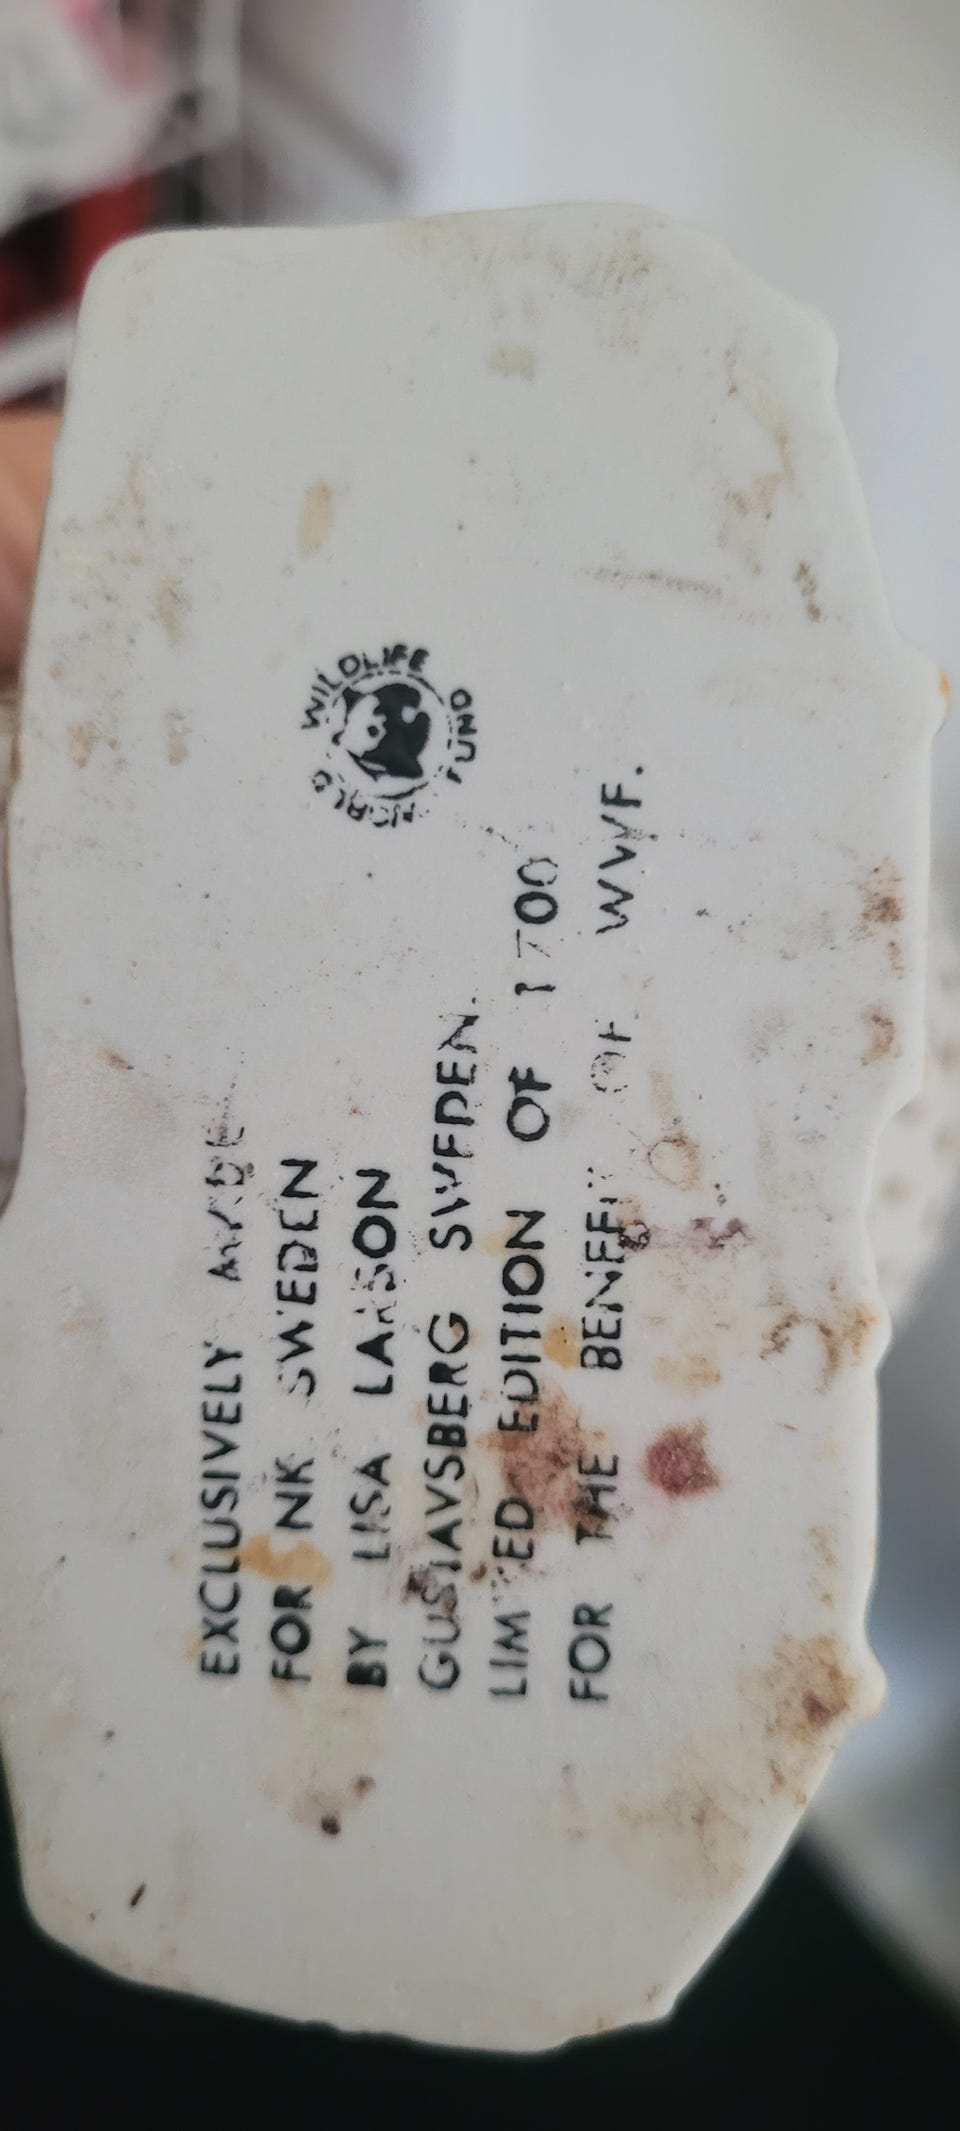 WORLD WILDLIFE FUND
EXCLUSIVELY MADE
FOR NK SWEDEN
BY LISA LARSON
GUSTAVSBERG SWEDEN.
LIMITED EDITION OF 1700
FOR THE BENEFIT OF WWF.